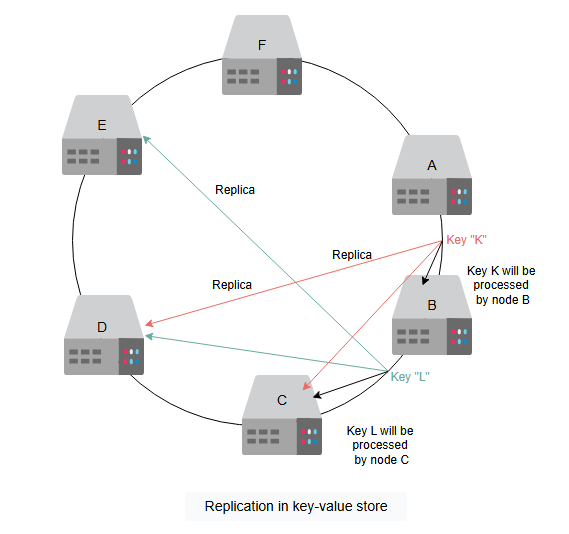 F
E
A
Replica
Key "K"
Replica
Key K will be
processed
by node B
Replica
B
D
Key "L"
C
Key L will be
processed
by node C
Replication in key-value store